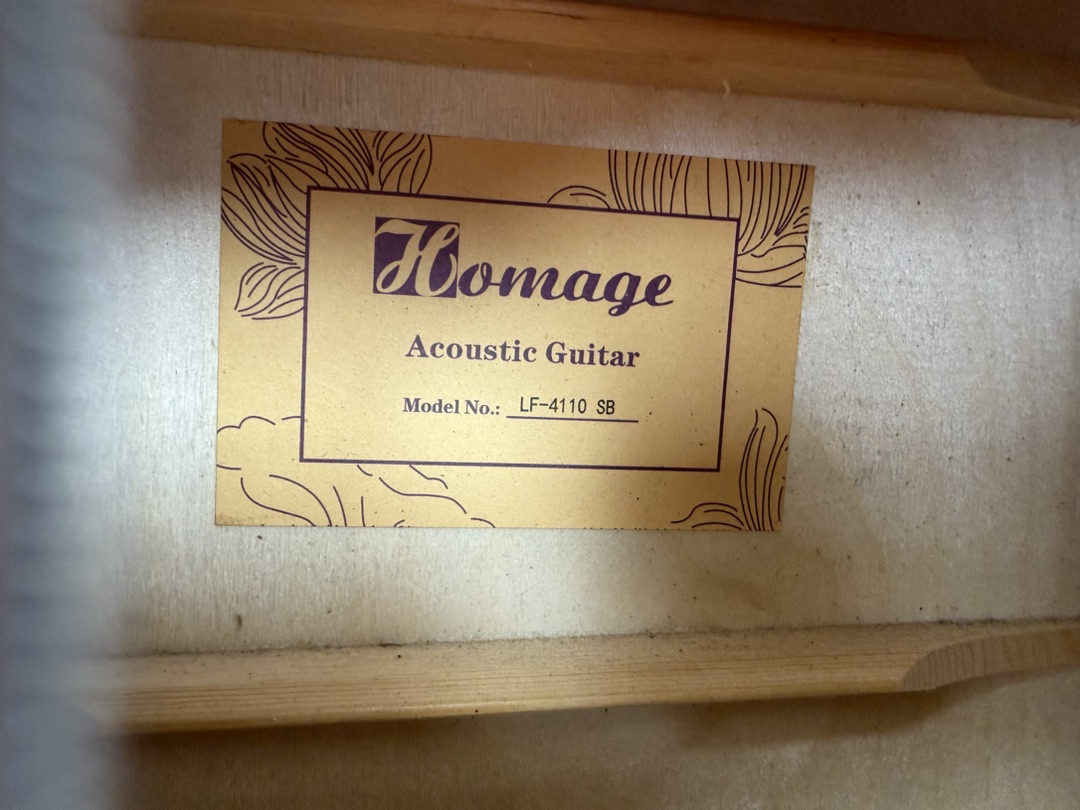 Homage
Acoustic Guitar
Model No.: LF-4110 SB